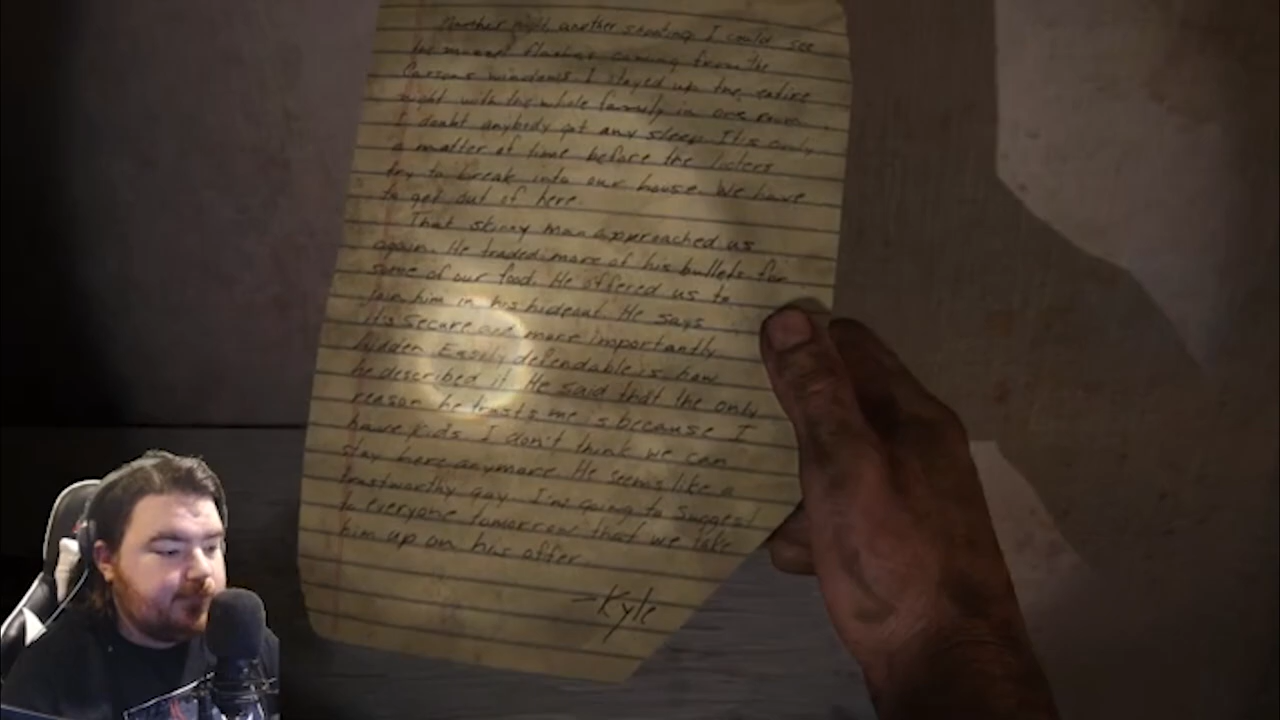 Another night, another shooting. I could see
the muzzel flashes coming from the
Carsons windows. I stayed up the entire
night with the whole family in one room.
I doubt anybody got any sleep. It's only
a matter of time before the
try to break into our house. We have
to get out of here.
That skinny man approached us
again. He traded more of his bullets for
some of our food. He offered us to
join him in his hideout. He says
it's secure and more importantly
hidden. Easily defendable is how
he described it. He said that the only
reason he trusts me is because I
have kids. I don't think we can
stay here anymore. He seems like a
trustworthy guy. I'm going to suggest
to everyone tomorrow that we take
him up on his offer.
-Kyle